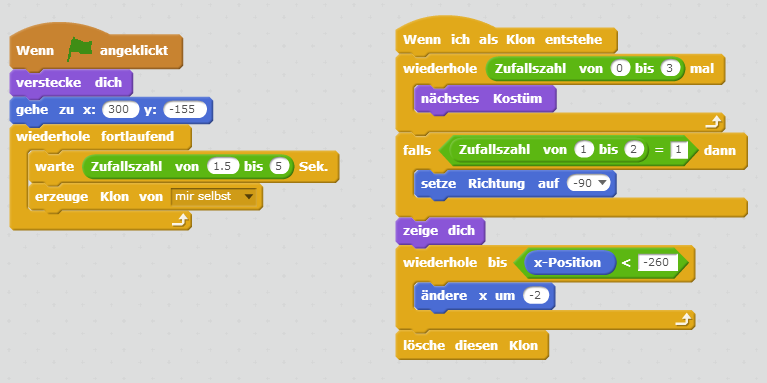 Wenn angeklickt
verstecke dich
gehe zu x: 300 y: -155
wiederhole fortlaufend
warte Zufallszahl von 1.5 bis 5 Sek.
erzeuge Klon von mir selbst
Wenn ich als Klon entstehe
wiederhole Zufallszahl von 0 bis 3 mal
nächstes Kostüm
falls Zufallszahl von 1 bis 2 = 1 dann
setze Richtung auf -90
zeige dich
wiederhole bis x-Position < -260
ändere x um -2
lösche diesen Klon